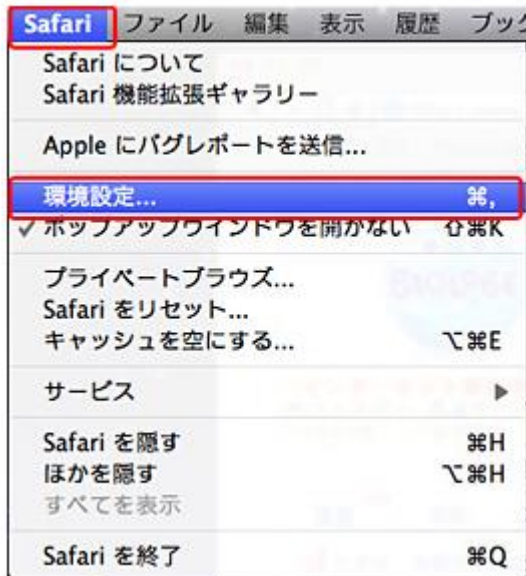 Safari ファイル 編集 表示 履歴 ブック
Safari について
Safari 機能拡張ギャラリー
Apple にバグレポートを送信...
環境設定... ⌘,
✓ ポップアップウインドウを開かない ⇧⌘K
プライベートブラウズ...
Safari をリセット...
キャッシュを空にする... ⌥⌘E
サービス ▶
Safari を隠す ⌘H
ほかを隠す ⌥⌘H
すべてを表示
Safari を終了 ⌘Q